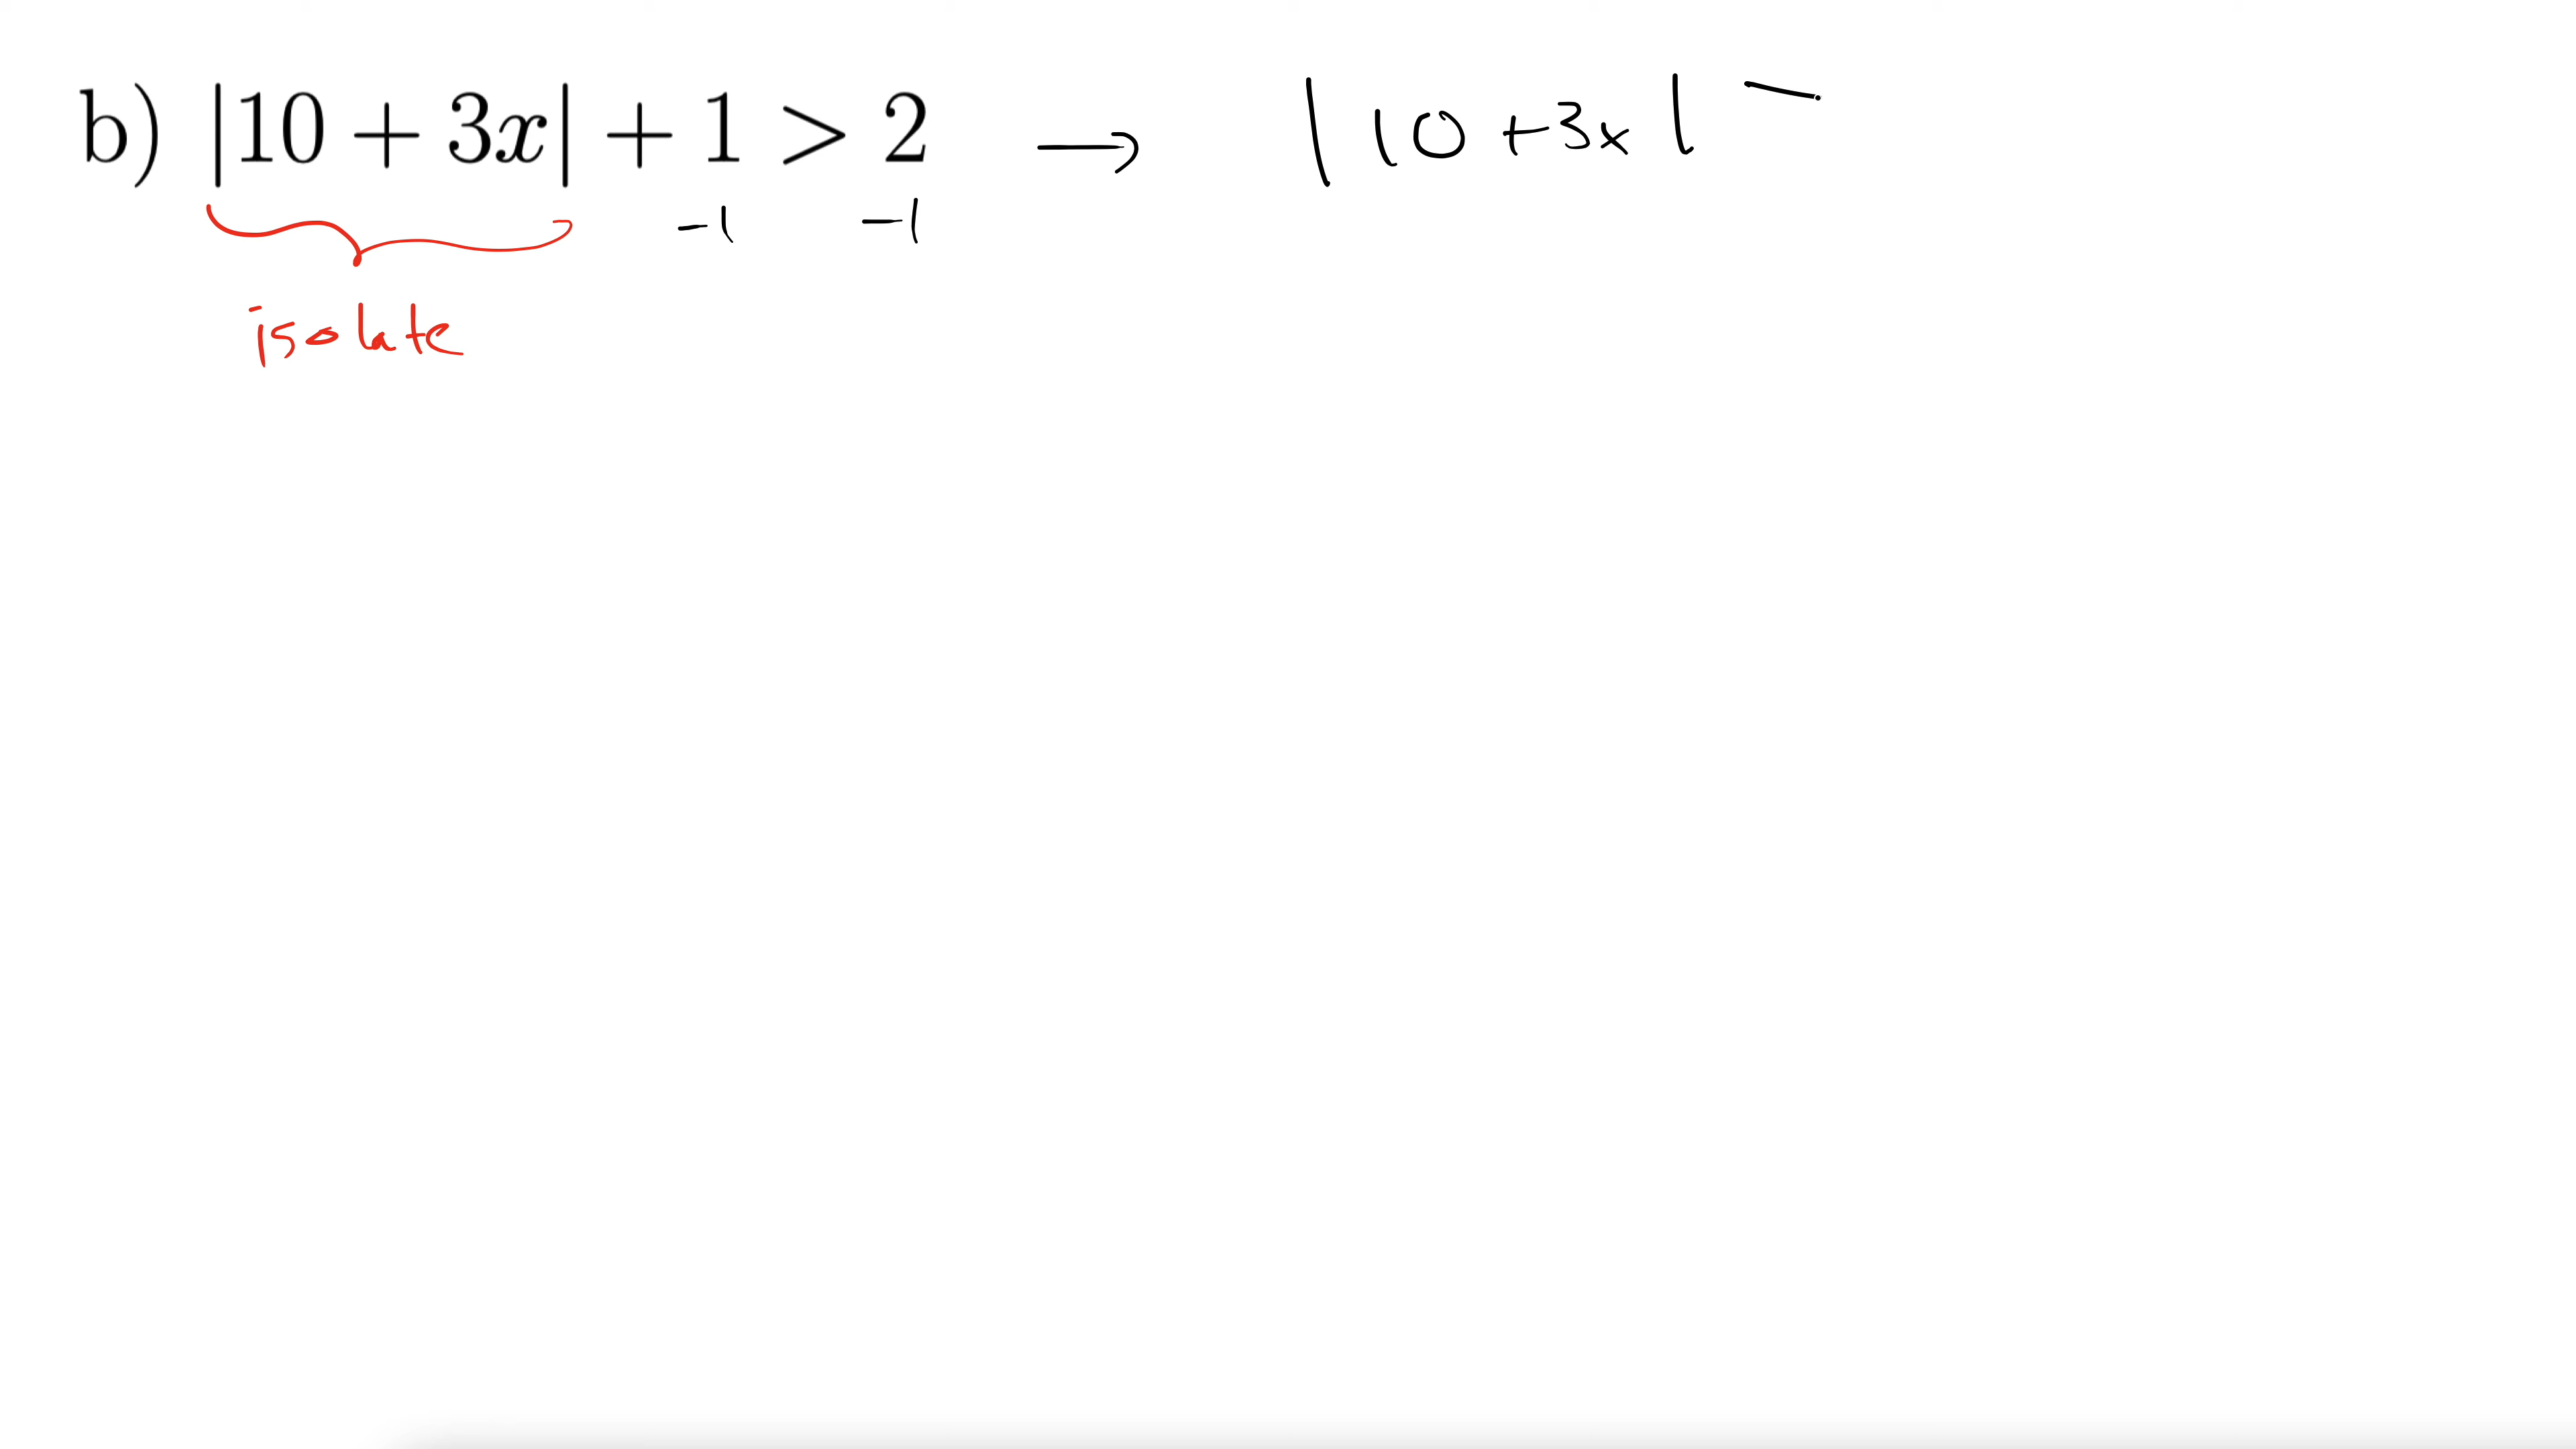 b) |10 + 3x| + 1 > 2 → |10 + 3x|
-1 -1
isolate